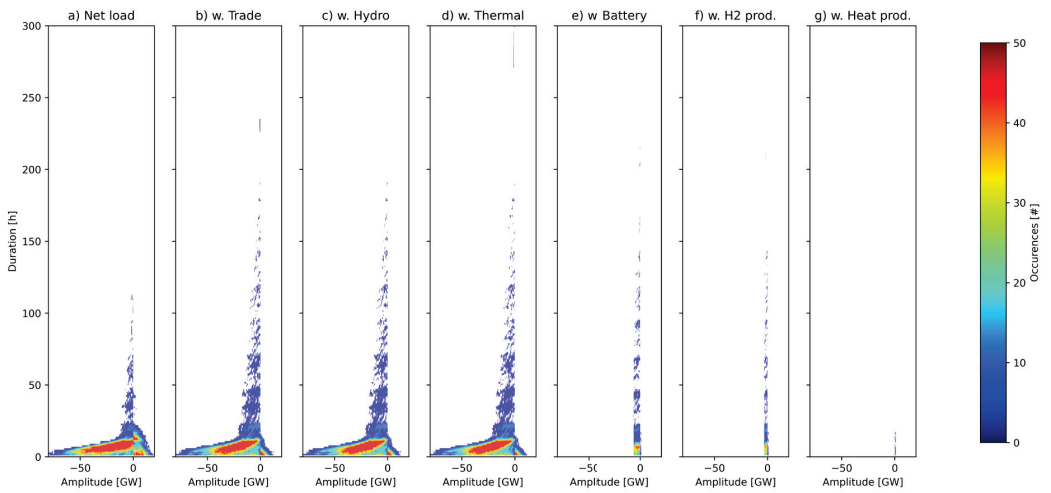 a) Net load
b) w. Trade
c) w. Hydro
d) w. Thermal
e) w Battery
f) w. H2 prod.
g) w. Heat prod.
300
250
200
150
100
50
0
Duration [h]
−50 0
−50 0
−50 0
−50 0
−50 0
−50 0
−50 0
Amplitude [GW]
Amplitude [GW]
Amplitude [GW]
Amplitude [GW]
Amplitude [GW]
Amplitude [GW]
Amplitude [GW]
50
40
30
20
10
0
Occurences [#]